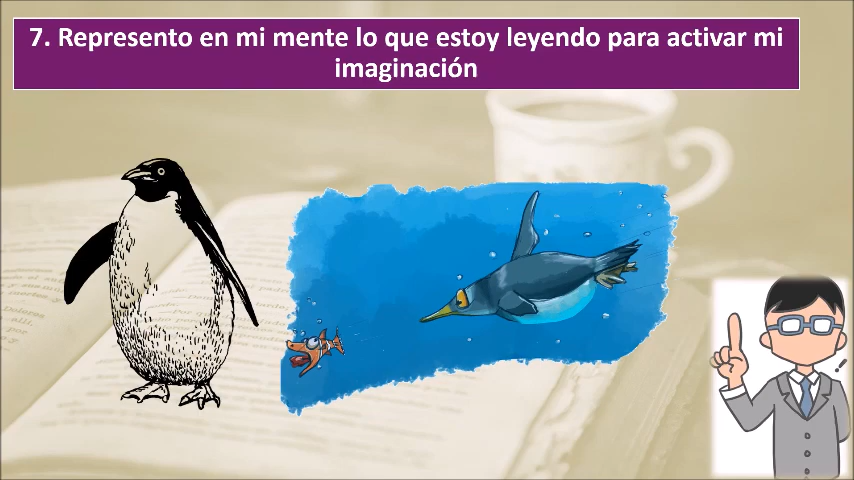 7. Represento en mi mente lo que estoy leyendo para activar mi
imaginación